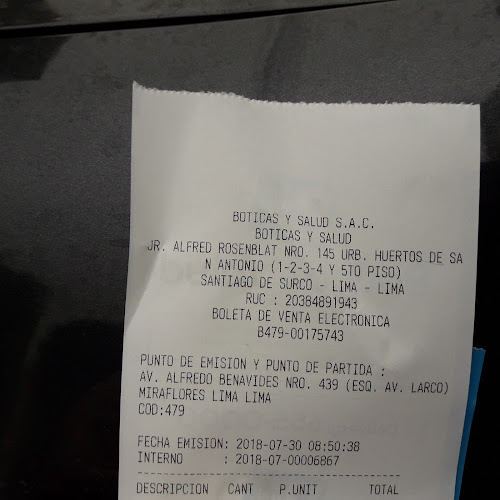 BOTICAS Y SALUD S.A.C.
BOTICAS Y SALUD
JR. ALFRED ROSENBLAT NRO. 145 URB. HUERTOS DE SA
N ANTONIO (1-2-3-4 Y 5TO PISO)
SANTIAGO DE SURCO - LIMA - LIMA
RUC : 20384891943
BOLETA DE VENTA ELECTRONICA
B479-00175743
PUNTO DE EMISION Y PUNTO DE PARTIDA :
AV. ALFREDO BENAVIDES NRO. 439 (ESQ. AV. LARCO)
MIRAFLORES LIMA LIMA
COD:479
FECHA EMISION: 2018-07-30 08:50:38
INTERNO : 2018-07-00006867
DESCRIPCION CANT P.UNIT TOTAL